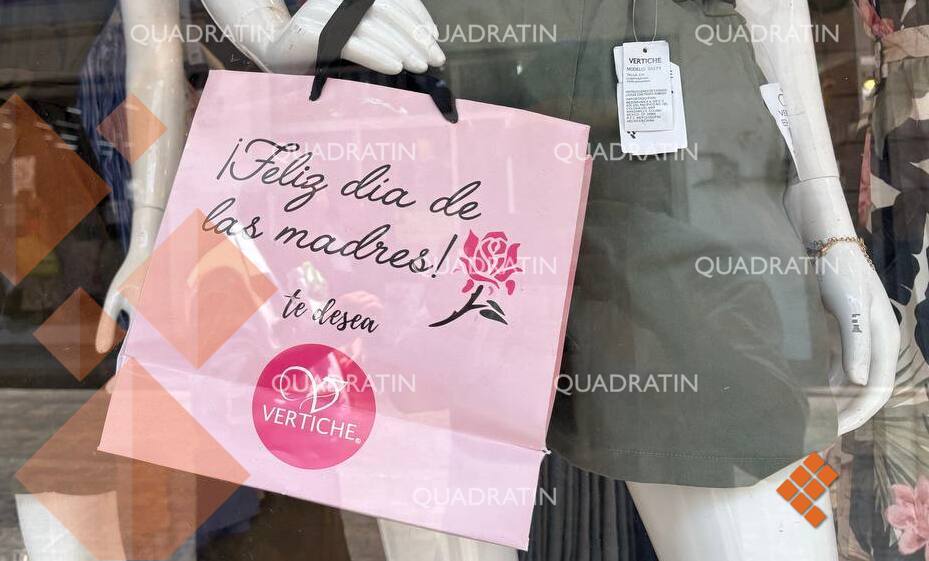 QUADRATIN QUADRATIN QUADRATIN
VERTICHE
QUADRATIN QUADRATIN
¡Feliz dia de
las madres!
QUADRATIN QUADRATIN
te desea
QUADRATIN QUADRATIN
VERTICHE
QUADRATIN